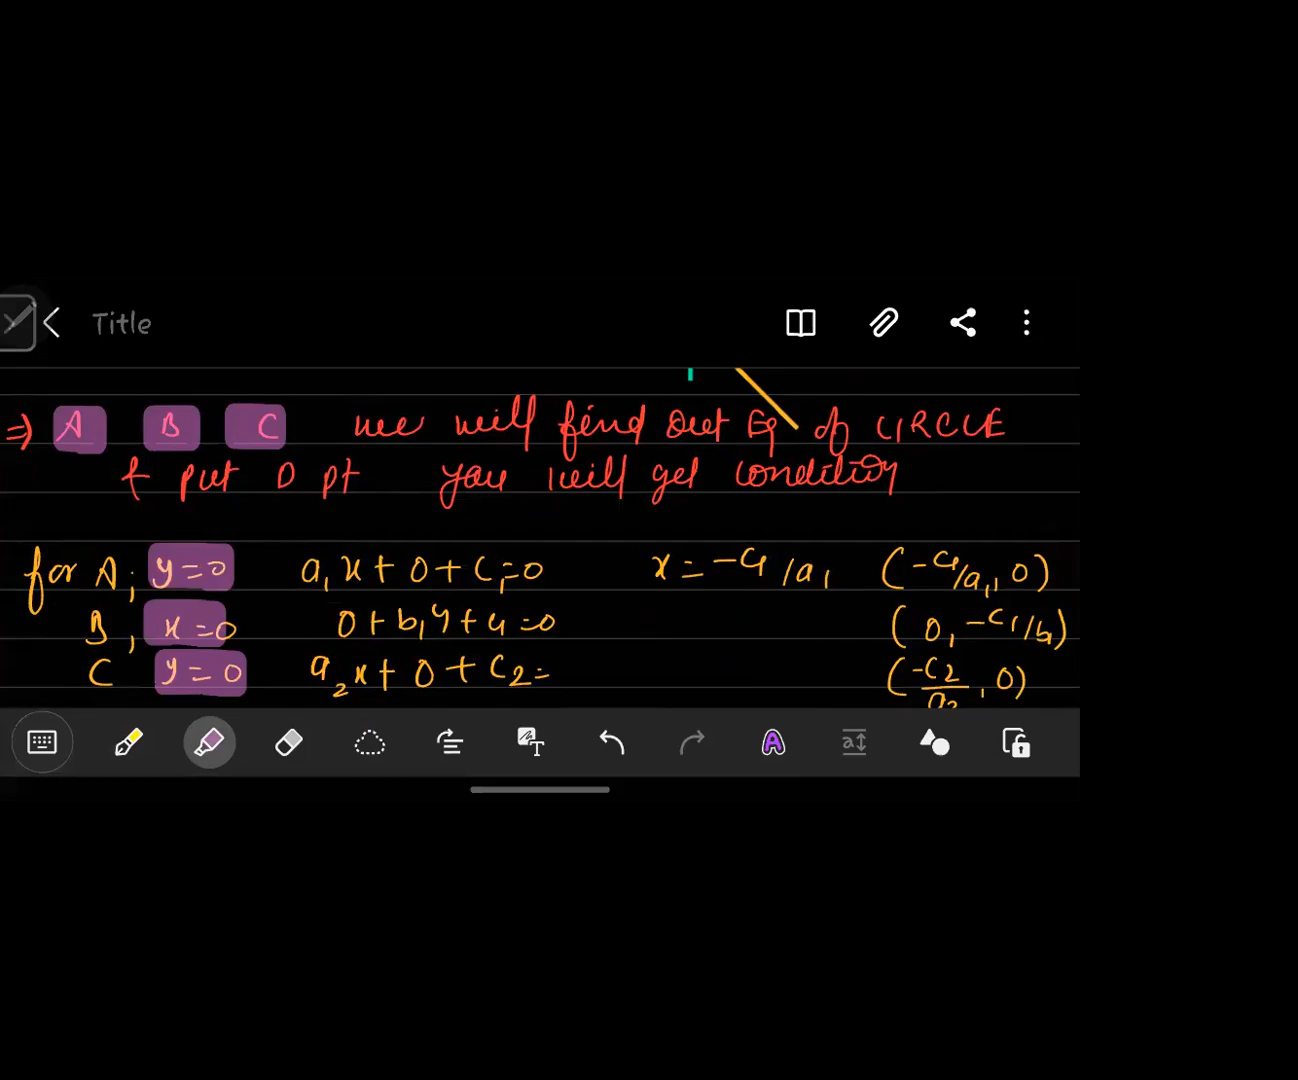 Title
⇒ A B C we will find out Eq of CIRCLE
+ put D pt you will get condition
for A; y=0 a₁x+0+c₁=0 x=-c₁/a₁ (-c₁/a₁, 0)
B, x=0 0+b₁y+c₁=0 (0, -c₁/b₁)
C y=0 a₂x+0+c₂= (-c₂/a₂, 0)